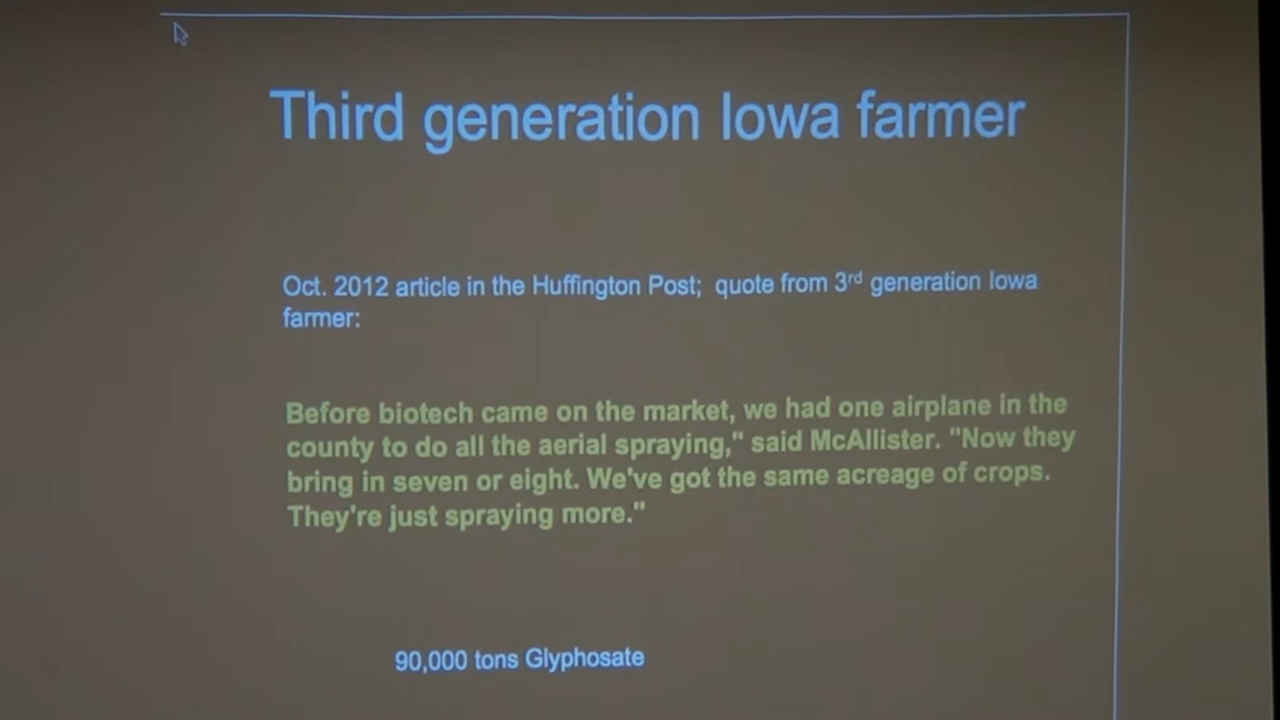 Third generation Iowa farmer
Oct. 2012 article in the Huffington Post; quote from 3rd generation Iowa
farmer:
Before biotech came on the market, we had one airplane in the
county to do all the aerial spraying," said McAllister. "Now they
bring in seven or eight. We've got the same acreage of crops.
They're just spraying more."
90,000 tons Glyphosate